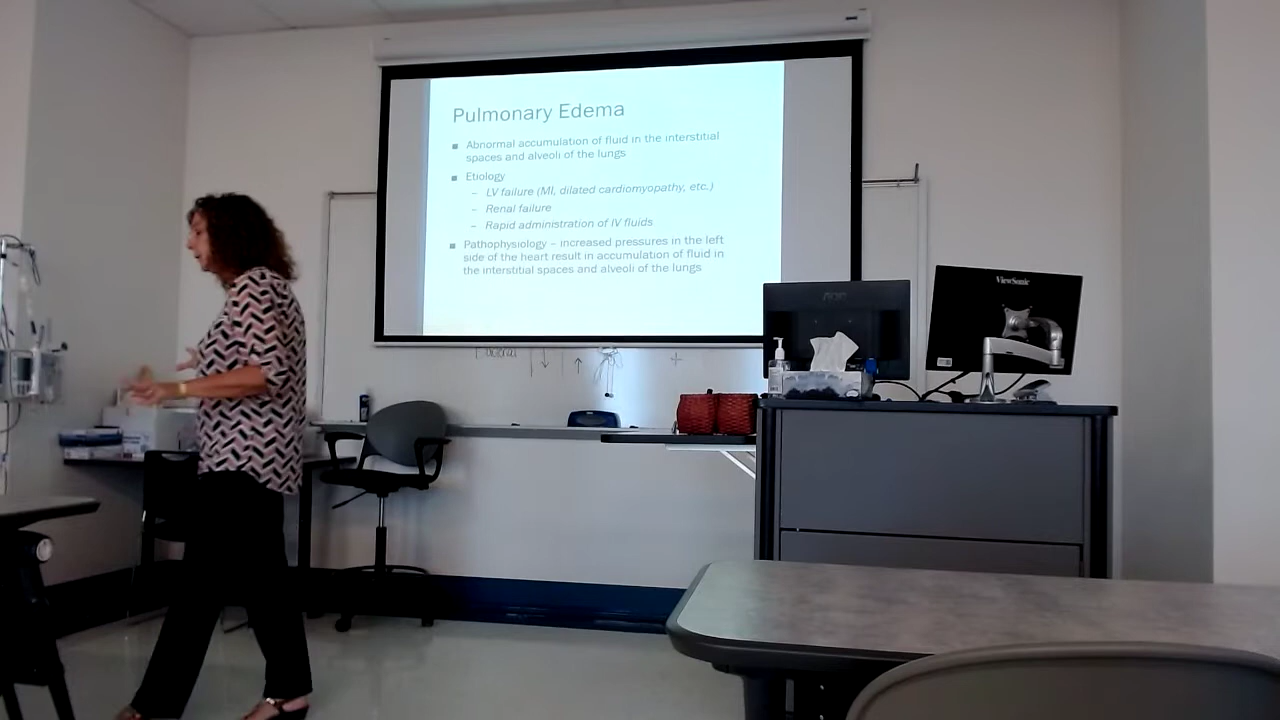 Pulmonary Edema
■ Abnormal accumulation of fluid in the interstitial
spaces and alveoli of the lungs
■ Etiology
– LV failure (MI, dilated cardiomyopathy, etc.)
– Renal failure
– Rapid administration of IV fluids
■ Pathophysiology – increased pressures in the left
side of the heart result in accumulation of fluid in
the interstitial spaces and alveoli of the lungs
ViewSonic